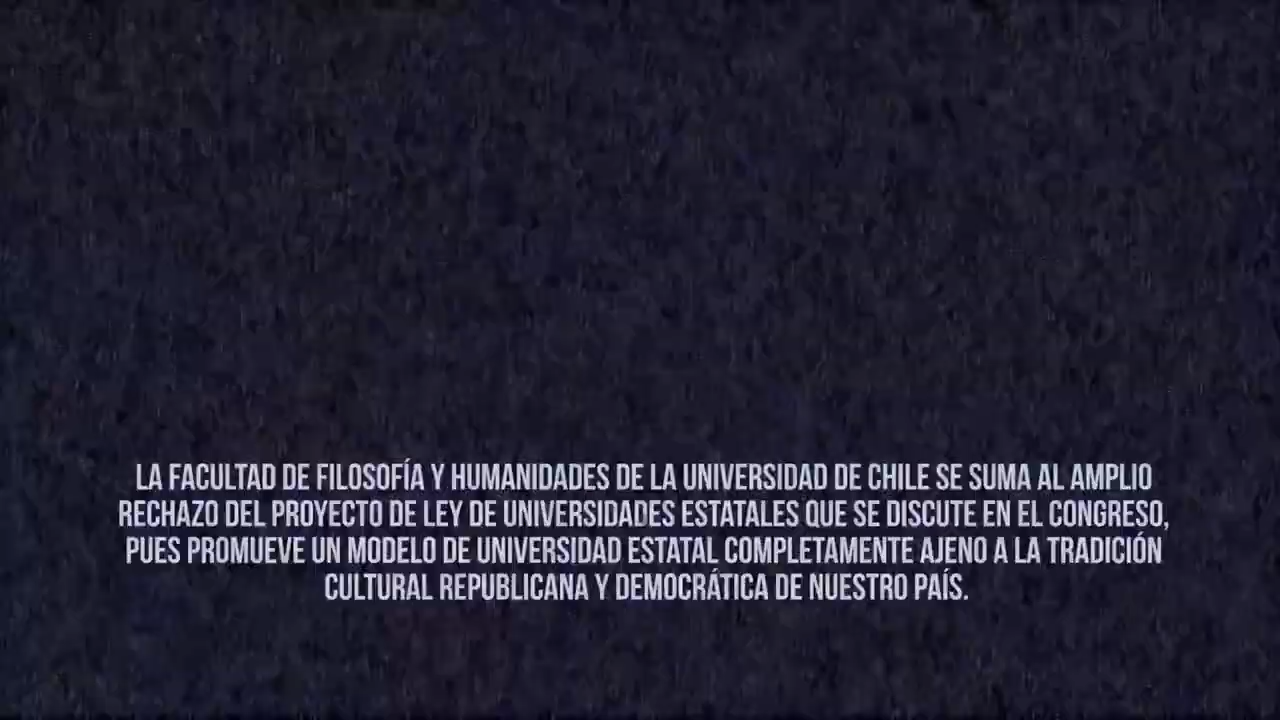 LA FACULTAD DE FILOSOFÍA Y HUMANIDADES DE LA UNIVERSIDAD DE CHILE SE SUMA AL AMPLIO
RECHAZO DEL PROYECTO DE LEY DE UNIVERSIDADES ESTATALES QUE SE DISCUTE EN EL CONGRESO,
PUES PROMUEVE UN MODELO DE UNIVERSIDAD ESTATAL COMPLETAMENTE AJENO A LA TRADICIÓN
CULTURAL REPUBLICANA Y DEMOCRÁTICA DE NUESTRO PAÍS.